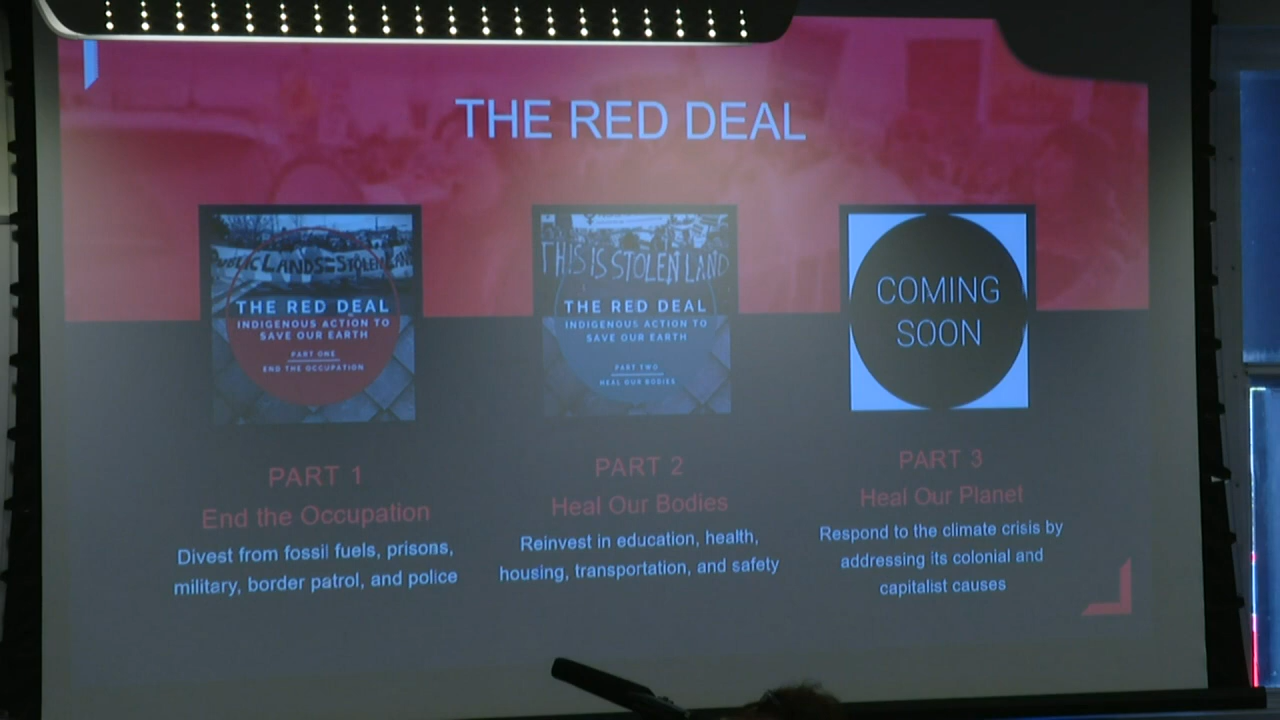 THE RED DEAL
PUBLIC LANDS=STOLEN LAND
THE RED DEAL
INDIGENOUS ACTION TO
SAVE OUR EARTH
PART ONE
END THE OCCUPATION
THIS IS STOLEN LAND
THE RED DEAL
INDIGENOUS ACTION TO
SAVE OUR EARTH
PART TWO
HEAL OUR BODIES
COMING
SOON
PART 1
End the Occupation
Divest from fossil fuels, prisons,
military, border patrol, and police
PART 2
Heal Our Bodies
Reinvest in education, health,
housing, transportation, and safety
PART 3
Heal Our Planet
Respond to the climate crisis by
addressing its colonial and
capitalist causes